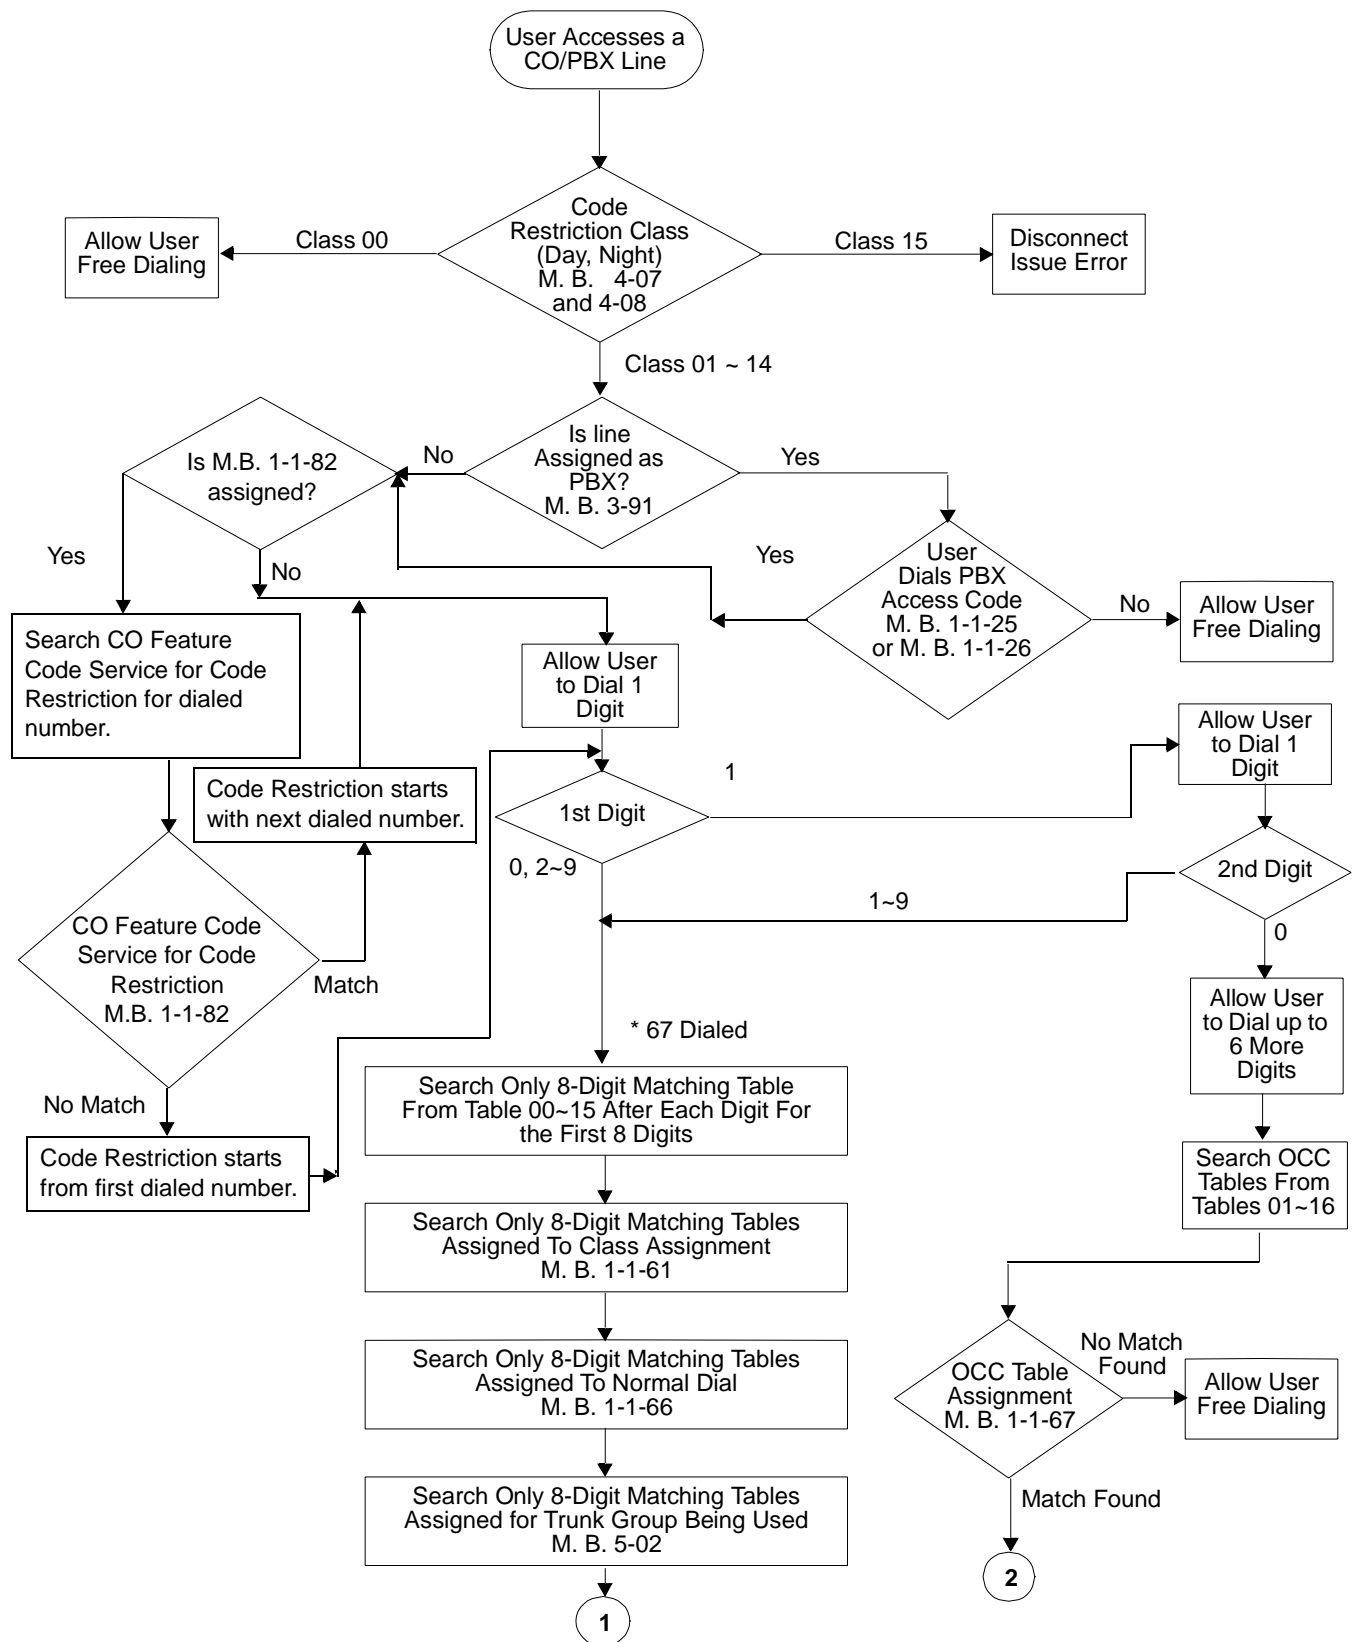 User Accesses a
CO/PBX Line
Code
Restriction Class
(Day, Night)
M. B. 4-07
and 4-08
Class 00
Allow User
Free Dialing
Class 15
Disconnect
Issue Error
Class 01 ~ 14
Is line
Assigned as
PBX?
M. B. 3-91
No
Yes
Is M.B. 1-1-82
assigned?
Yes
No
User
Dials PBX
Access Code
M. B. 1-1-25
or M. B. 1-1-26
Yes
No
Allow User
Free Dialing
Search CO Feature
Code Service for Code
Restriction for dialed
number.
Allow User
to Dial 1
Digit
Allow User
to Dial 1
Digit
Code Restriction starts
with next dialed number.
1st Digit
1
0, 2~9
2nd Digit
1~9
0
CO Feature Code
Service for Code
Restriction
M.B. 1-1-82
Match
No Match
Allow User
to Dial up to
6 More
Digits
* 67 Dialed
Search Only 8-Digit Matching Table
From Table 00~15 After Each Digit For
the First 8 Digits
Code Restriction starts
from first dialed number.
Search OCC
Tables From
Tables 01~16
Search Only 8-Digit Matching Tables
Assigned To Class Assignment
M. B. 1-1-61
Search Only 8-Digit Matching Tables
Assigned To Normal Dial
M. B. 1-1-66
OCC Table
Assignment
M. B. 1-1-67
No Match
Found
Allow User
Free Dialing
Match Found
Search Only 8-Digit Matching Tables
Assigned for Trunk Group Being Used
M. B. 5-02
2
1